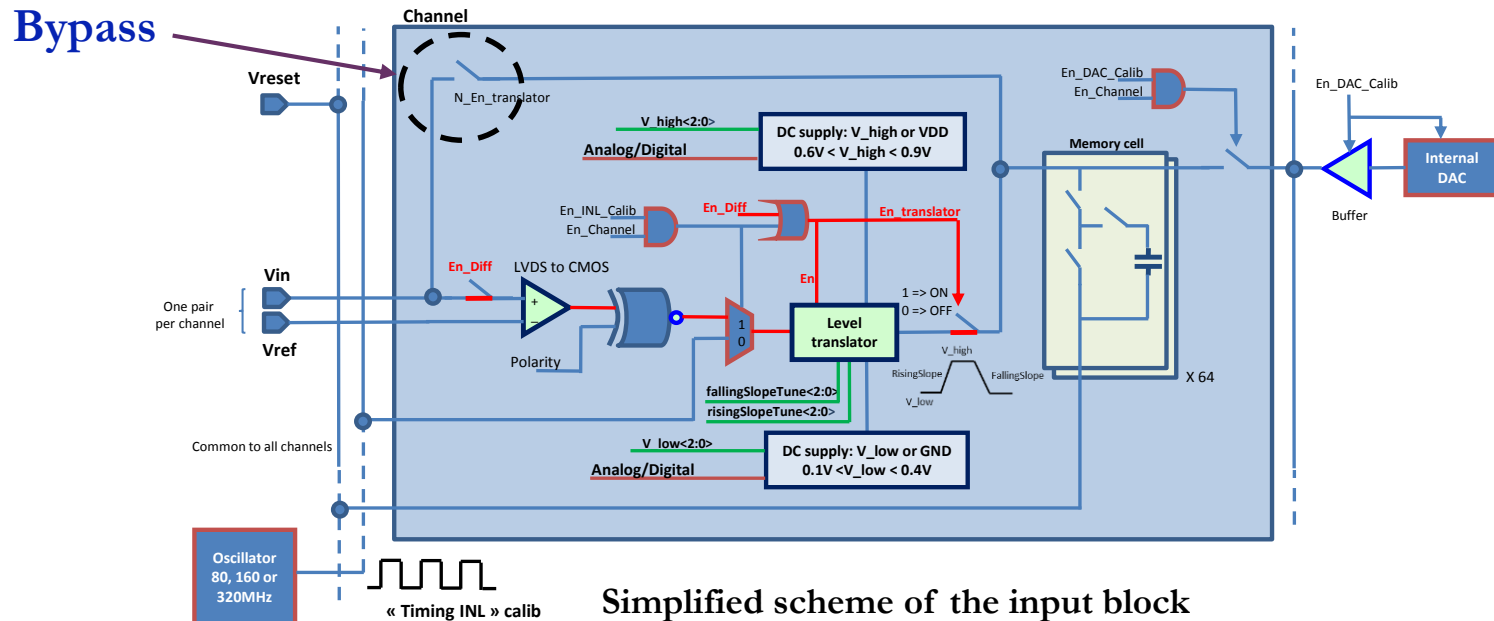 Bypass
Channel
Vreset
N_En_translator
En_DAC_Calib
En_Channel
En_DAC_Calib
V_high<2:0>
Analog/Digital
DC supply: V_high or VDD
0.6V < V_high < 0.9V
Memory cell
Internal
DAC
Buffer
En_INL_Calib
En_Channel
En_Diff
En_translator
Vin
En_Diff
LVDS to CMOS
En
One pair
per channel
+
–
1
0
1 => ON
0 => OFF
Level
translator
Vref
Polarity
V_high
RisingSlope
FallingSlope
V_low
X 64
fallingSlopeTune<2:0>
risingSlopeTune<2:0>
Common to all channels
V_low<2:0>
Analog/Digital
DC supply: V_low or GND
0.1V <V_low < 0.4V
Oscillator
80, 160 or
320MHz
« Timing INL » calib
Simplified scheme of the input block